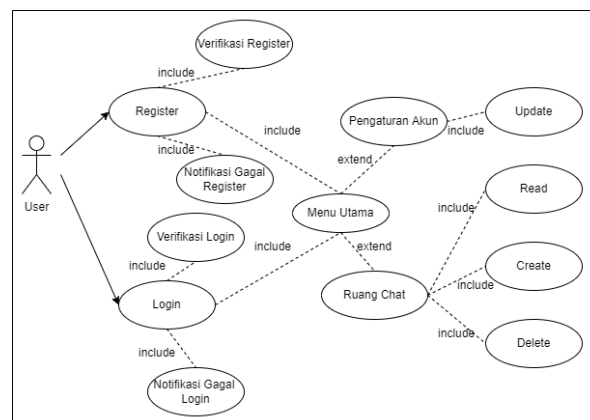 Verifikasi Register
include
Register
include
Pengaturan Akun
Update
include
include
extend
Notifikasi Gagal
Register
Read
User
Menu Utama
include
Verifikasi Login
include
extend
include
Create
include
Login
Ruang Chat
include
Delete
include
Notifikasi Gagal
Login